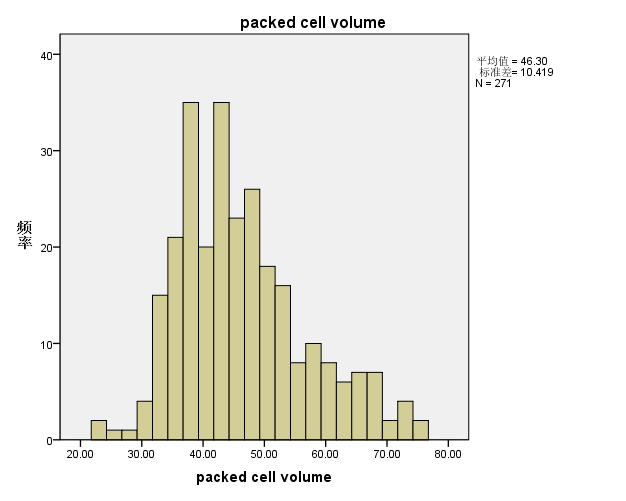 packed cell volume
平均值 = 46.30
标准差= 10.419
N = 271
频率
40
30
20
10
0
20.00 30.00 40.00 50.00 60.00 70.00 80.00
packed cell volume